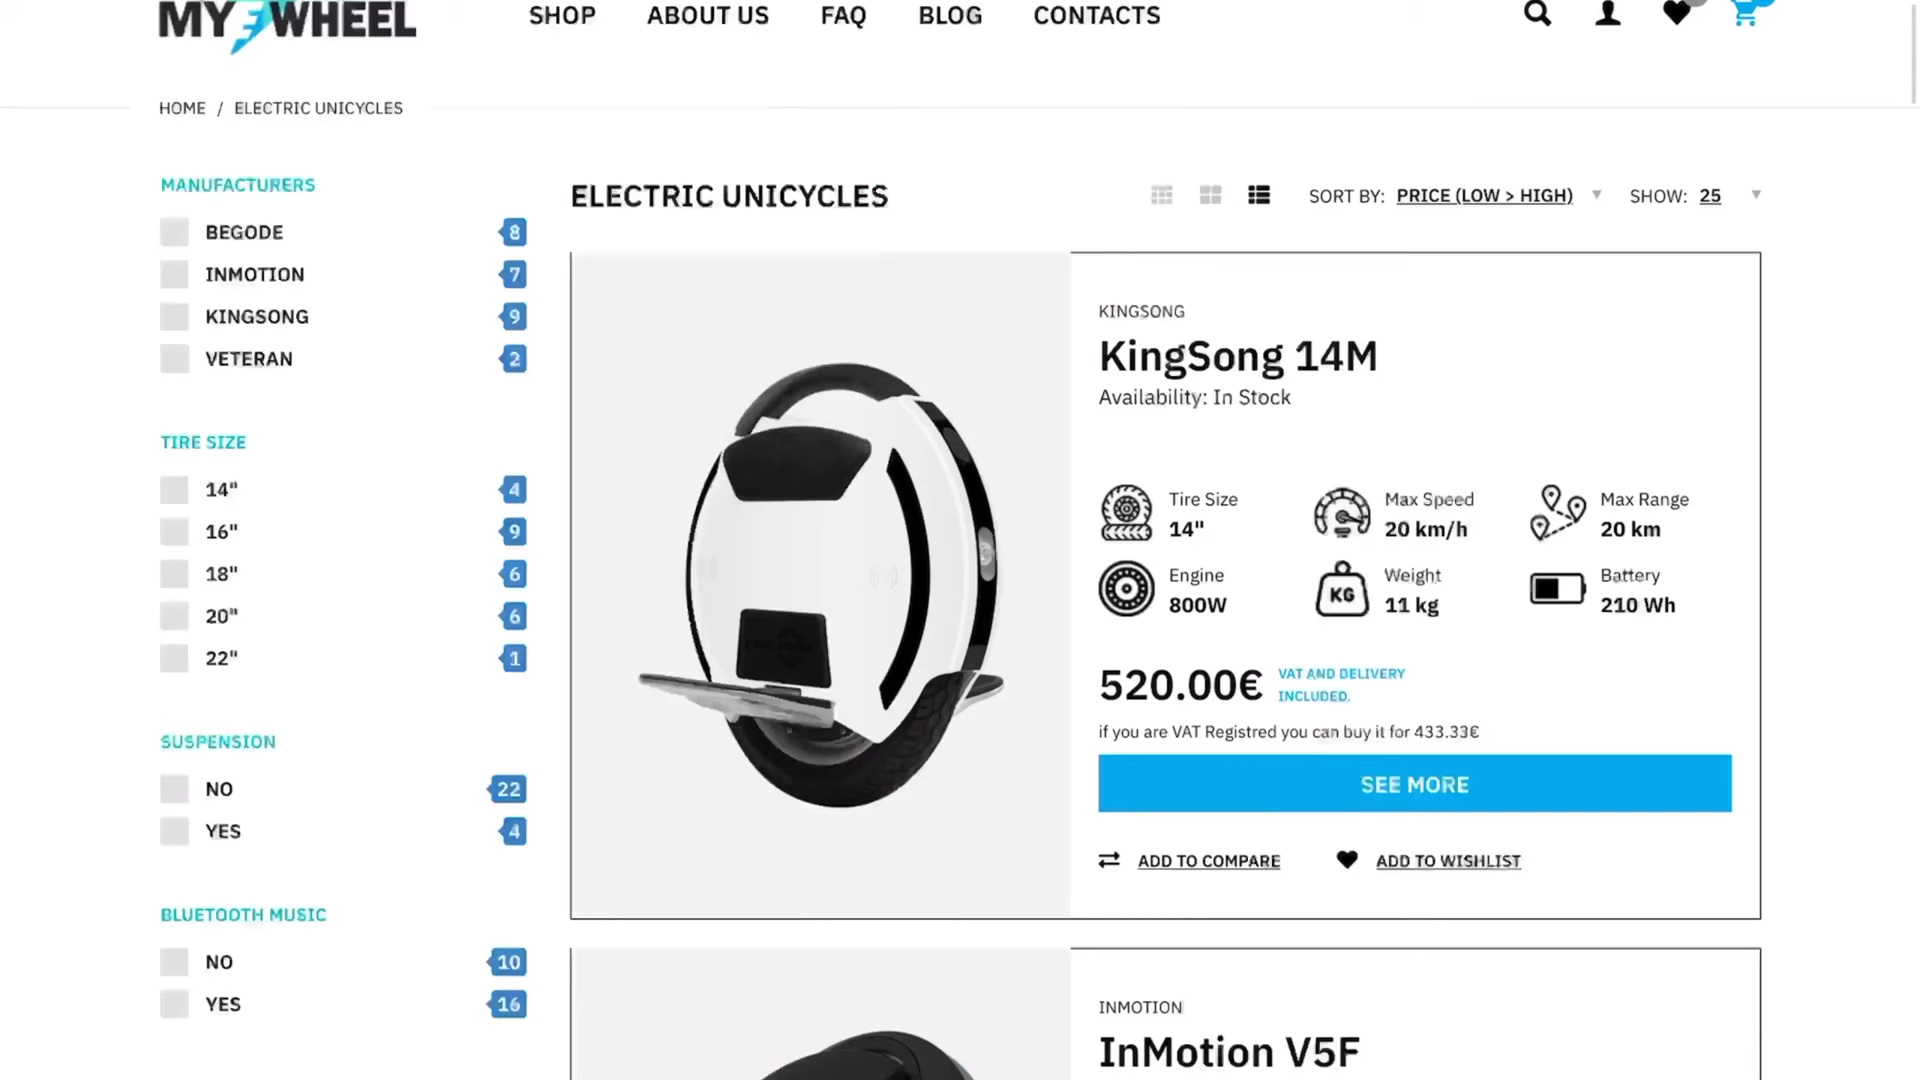 MY WHEEL
SHOP
ABOUT US
FAQ
BLOG
CONTACTS
HOME / ELECTRIC UNICYCLES
MANUFACTURERS
BEGODE 8
INMOTION 7
KINGSONG 9
VETERAN 2
TIRE SIZE
14" 4
16" 9
18" 6
20" 6
22" 1
SUSPENSION
NO 22
YES 4
BLUETOOTH MUSIC
NO 10
YES 16
ELECTRIC UNICYCLES
SORT BY: PRICE (LOW > HIGH)
SHOW: 25
KINGSONG
KingSong 14M
Availability: In Stock
Tire Size
14"
Max Speed
20 km/h
Max Range
20 km
Engine
800W
KG
Weight
11 kg
Battery
210 Wh
520.00€
VAT AND DELIVERY
INCLUDED.
if you are VAT Registred you can buy it for 433.33€
SEE MORE
ADD TO COMPARE
ADD TO WISHLIST
INMOTION
InMotion V5F